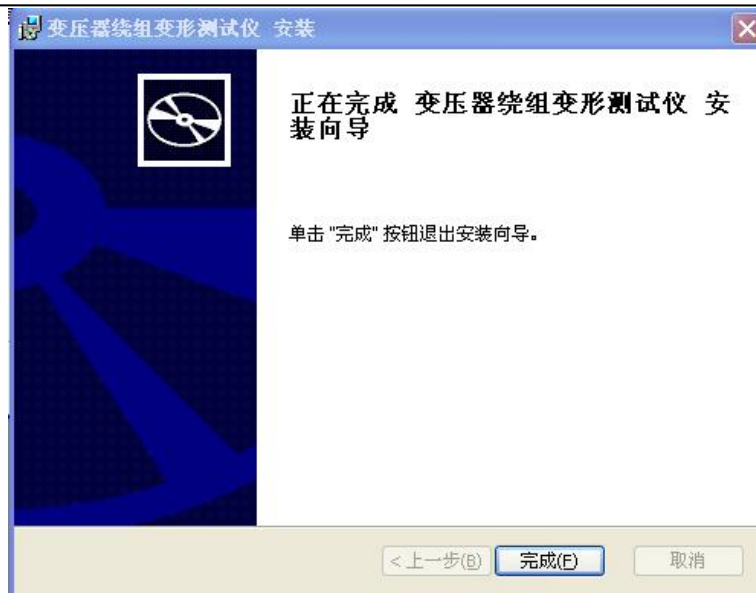 变压器绕组变形测试仪 安装
正在完成 变压器绕组变形测试仪 安
装向导
单击"完成"按钮退出安装向导。
<上一步(B) 完成(F) 取消